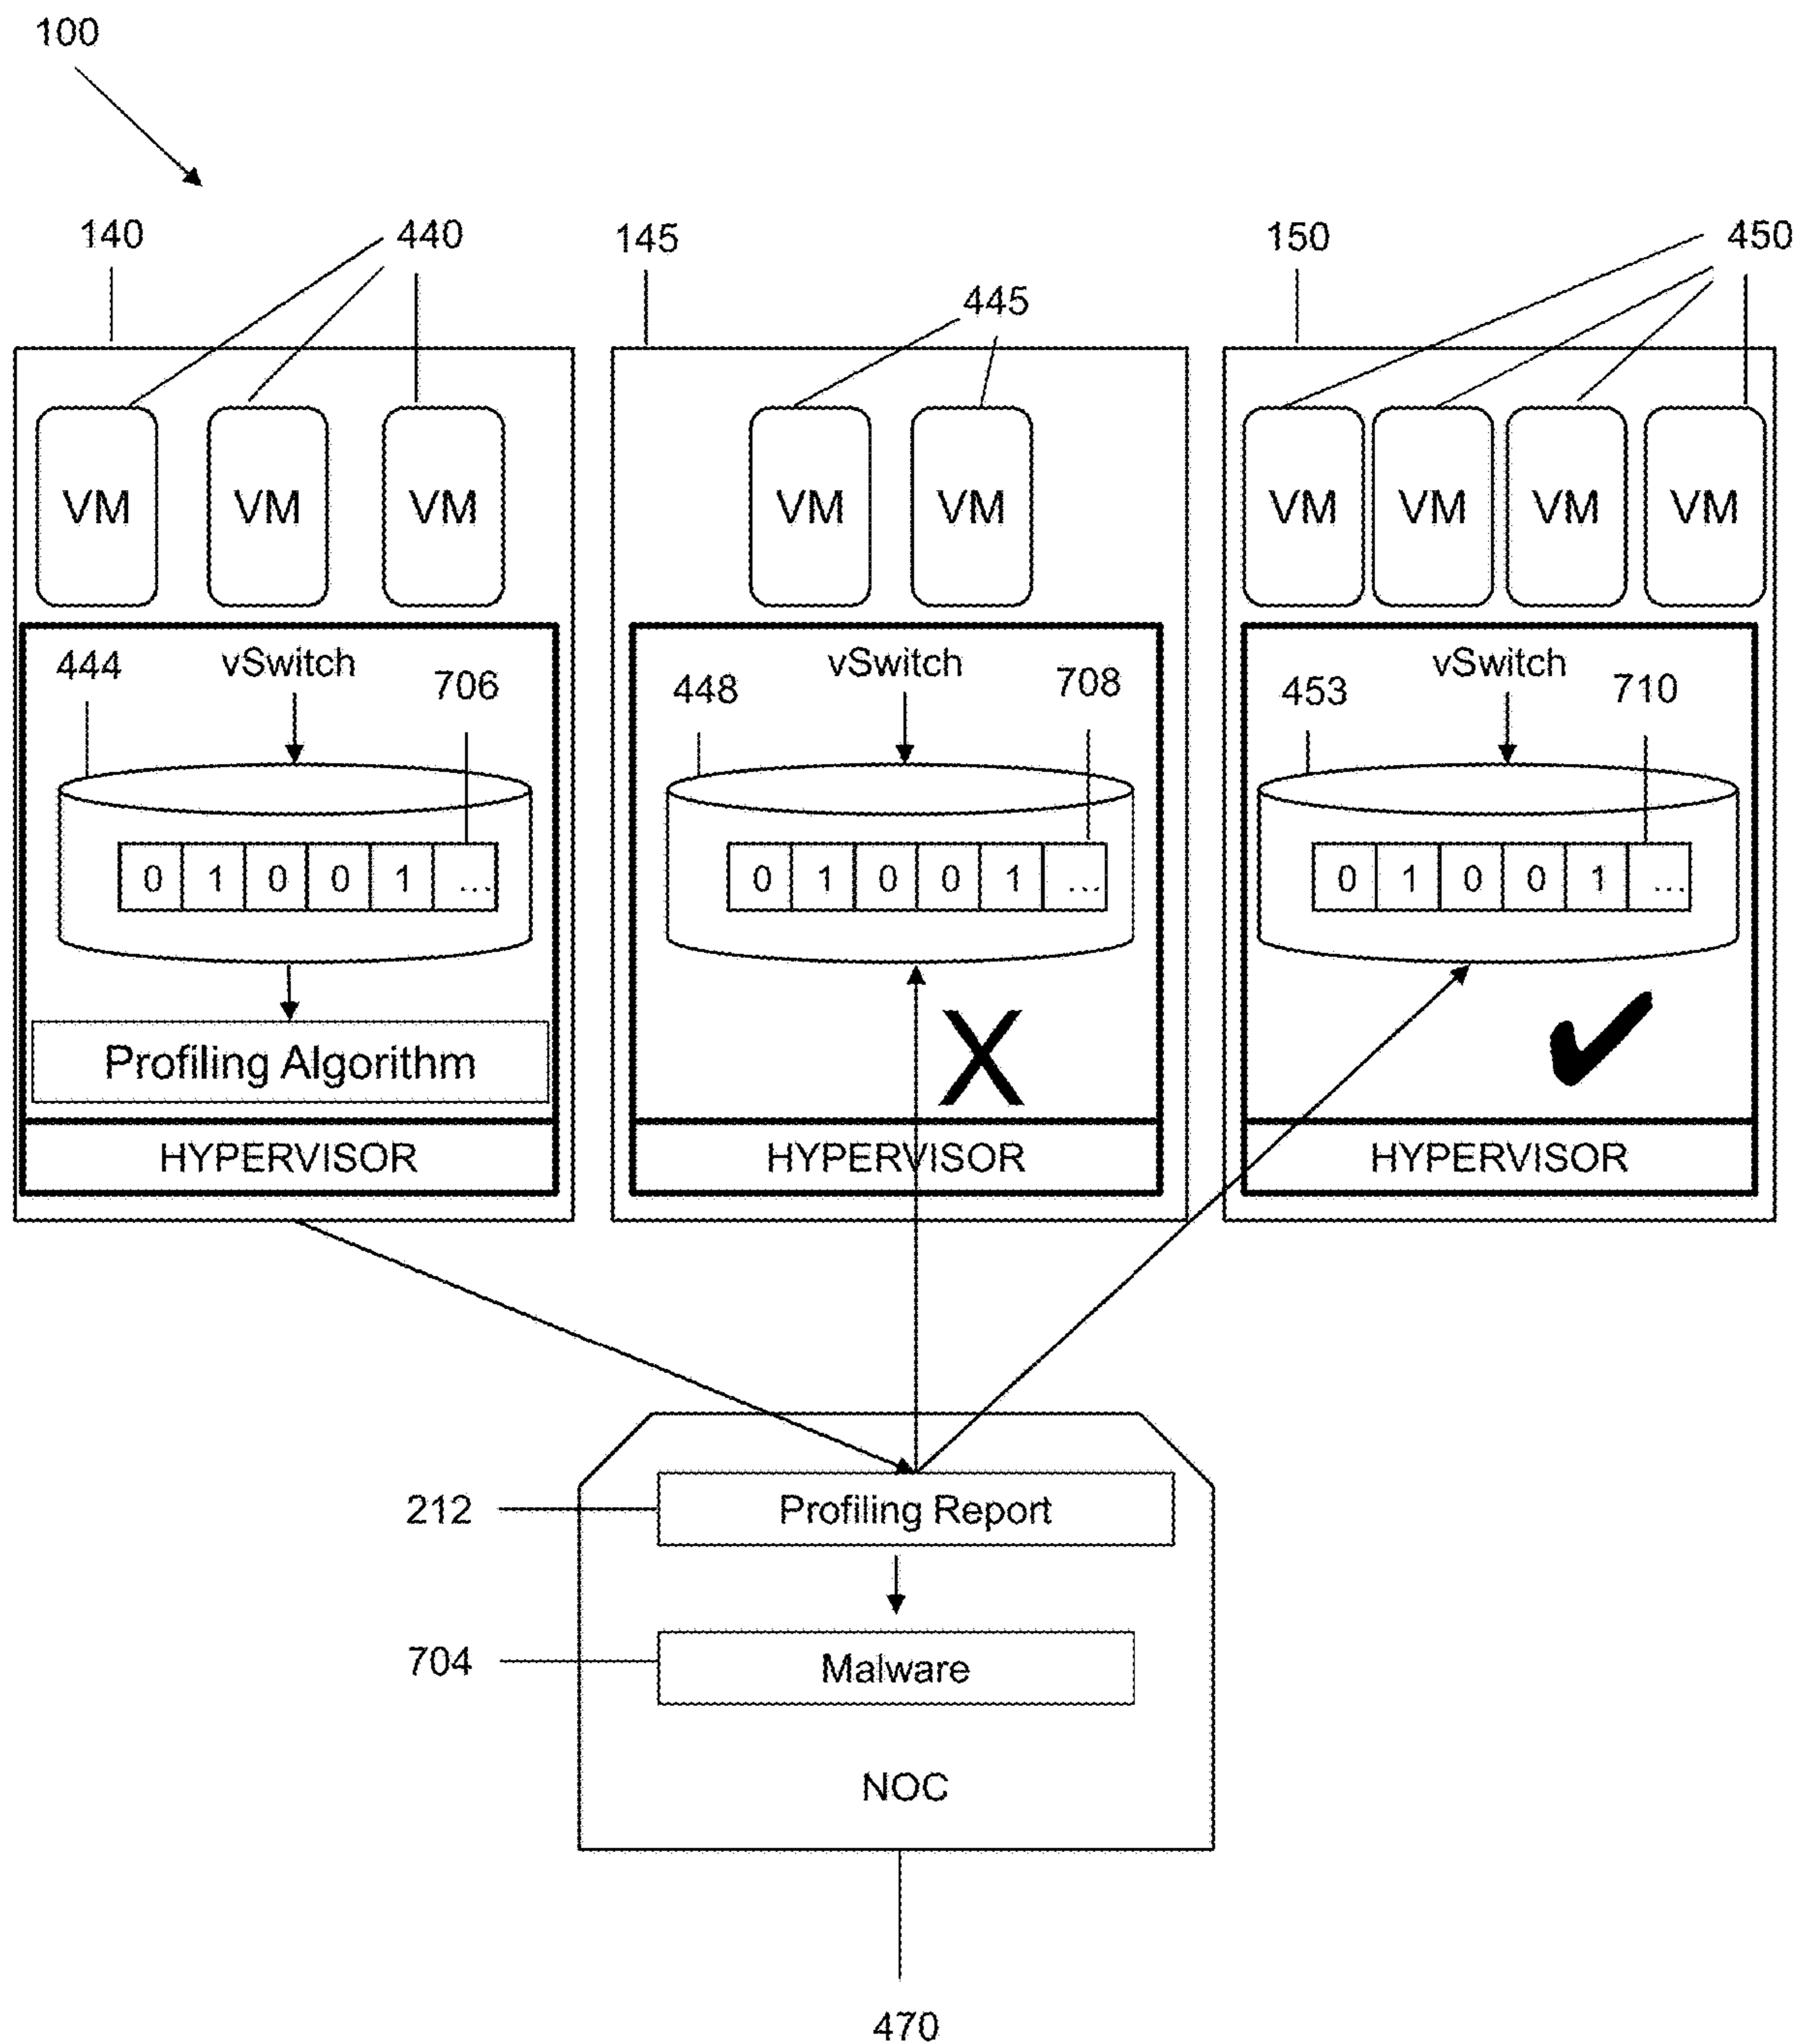 100
140 440 145 150 450
445
VM VM VM VM VM VM VM VM VM
444 vSwitch 706 448 vSwitch 708 453 vSwitch 710
0 1 0 0 1 ... 0 1 0 0 1 ... 0 1 0 0 1 ...
Profiling Algorithm X
HYPERVISOR HYPERVISOR HYPERVISOR
212 Profiling Report
704 Malware
NOC
470